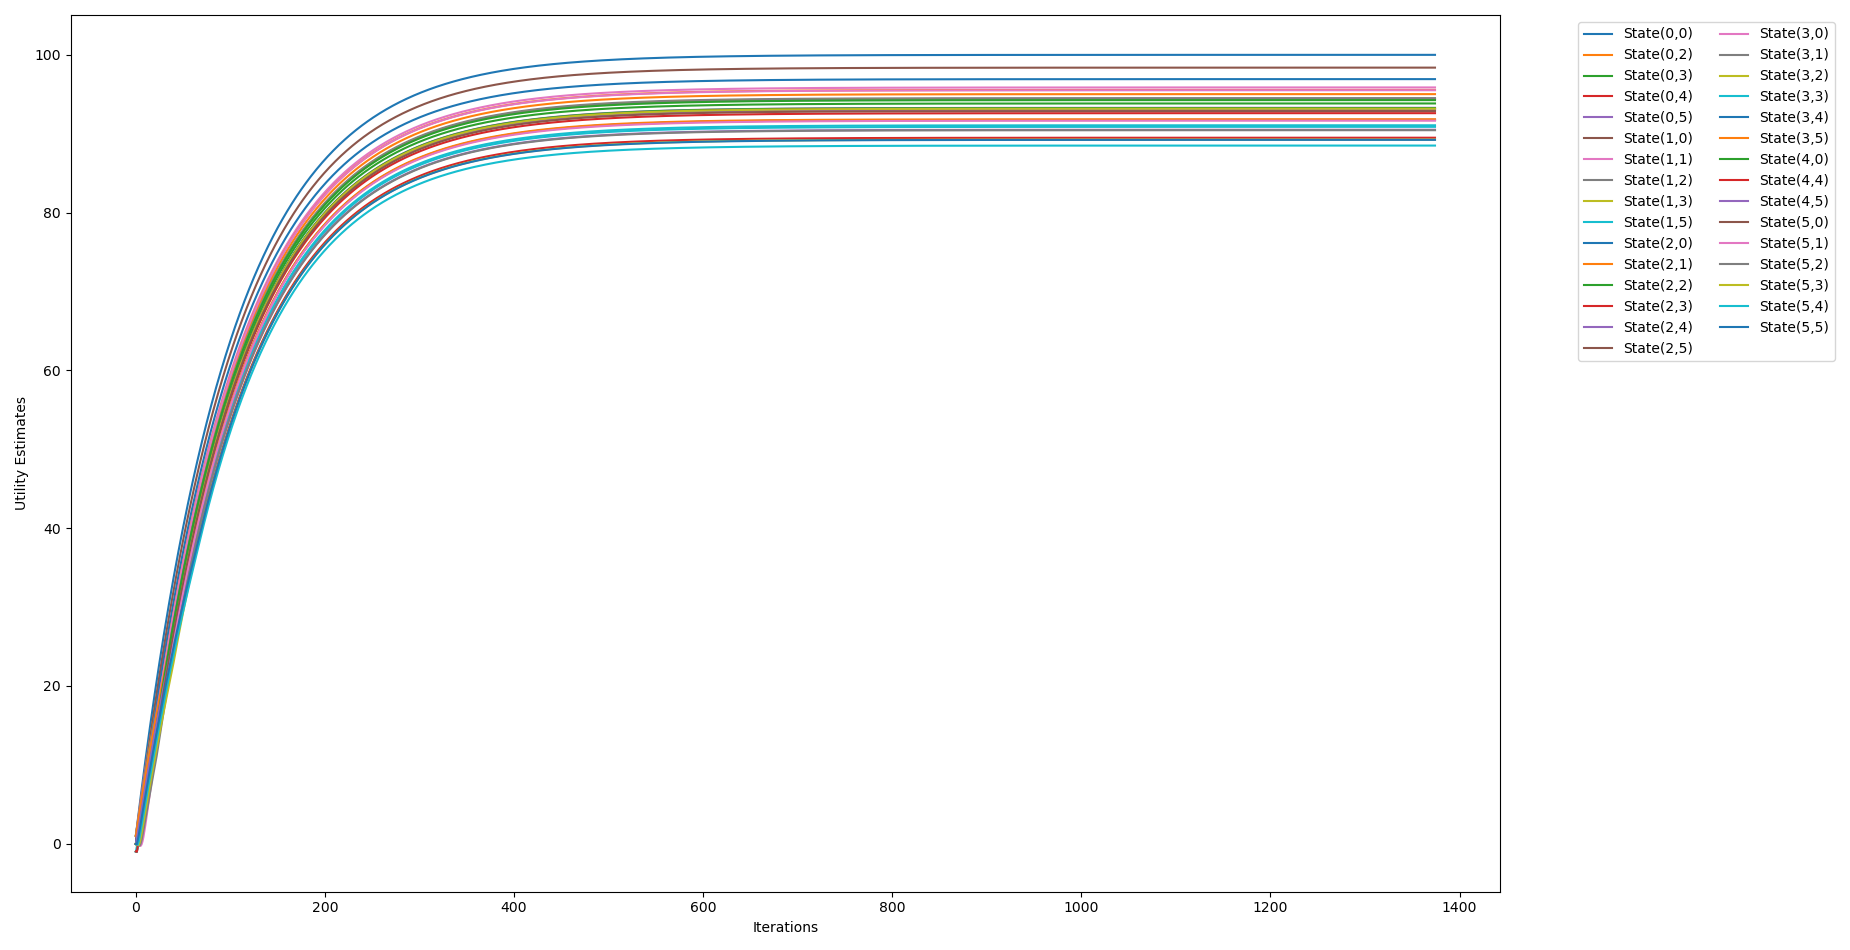 100
80
60
40
20
0
Utility Estimates
0 200 400 600 800 1000 1200 1400
Iterations
State(0,0)
State(0,2)
State(0,3)
State(0,4)
State(0,5)
State(1,0)
State(1,1)
State(1,2)
State(1,3)
State(1,5)
State(2,0)
State(2,1)
State(2,2)
State(2,3)
State(2,4)
State(2,5)
State(3,0)
State(3,1)
State(3,2)
State(3,3)
State(3,4)
State(3,5)
State(4,0)
State(4,4)
State(4,5)
State(5,0)
State(5,1)
State(5,2)
State(5,3)
State(5,4)
State(5,5)